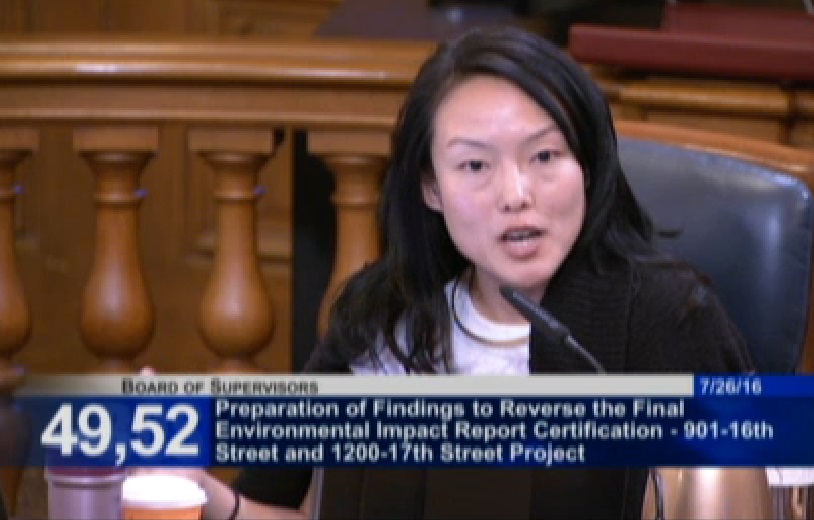 BOARD OF SUPERVISORS
7/26/16
49,52
Preparation of Findings to Reverse the Final
Environmental Impact Report Certification - 901-16th
Street and 1200-17th Street Project